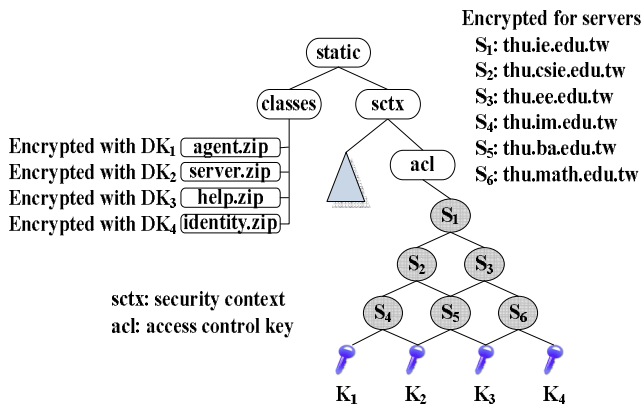 Encrypted for servers
S₁: thu.ie.edu.tw
S₂: thu.csie.edu.tw
S₃: thu.ee.edu.tw
S₄: thu.im.edu.tw
S₅: thu.ba.edu.tw
S₆: thu.math.edu.tw
static
classes
sctx
Encrypted with DK₁ agent.zip
Encrypted with DK₂ server.zip
Encrypted with DK₃ help.zip
Encrypted with DK₄ identity.zip
acl
S₁
S₂ S₃
S₄ S₅ S₆
sctx: security context
acl: access control key
K₁ K₂ K₃ K₄